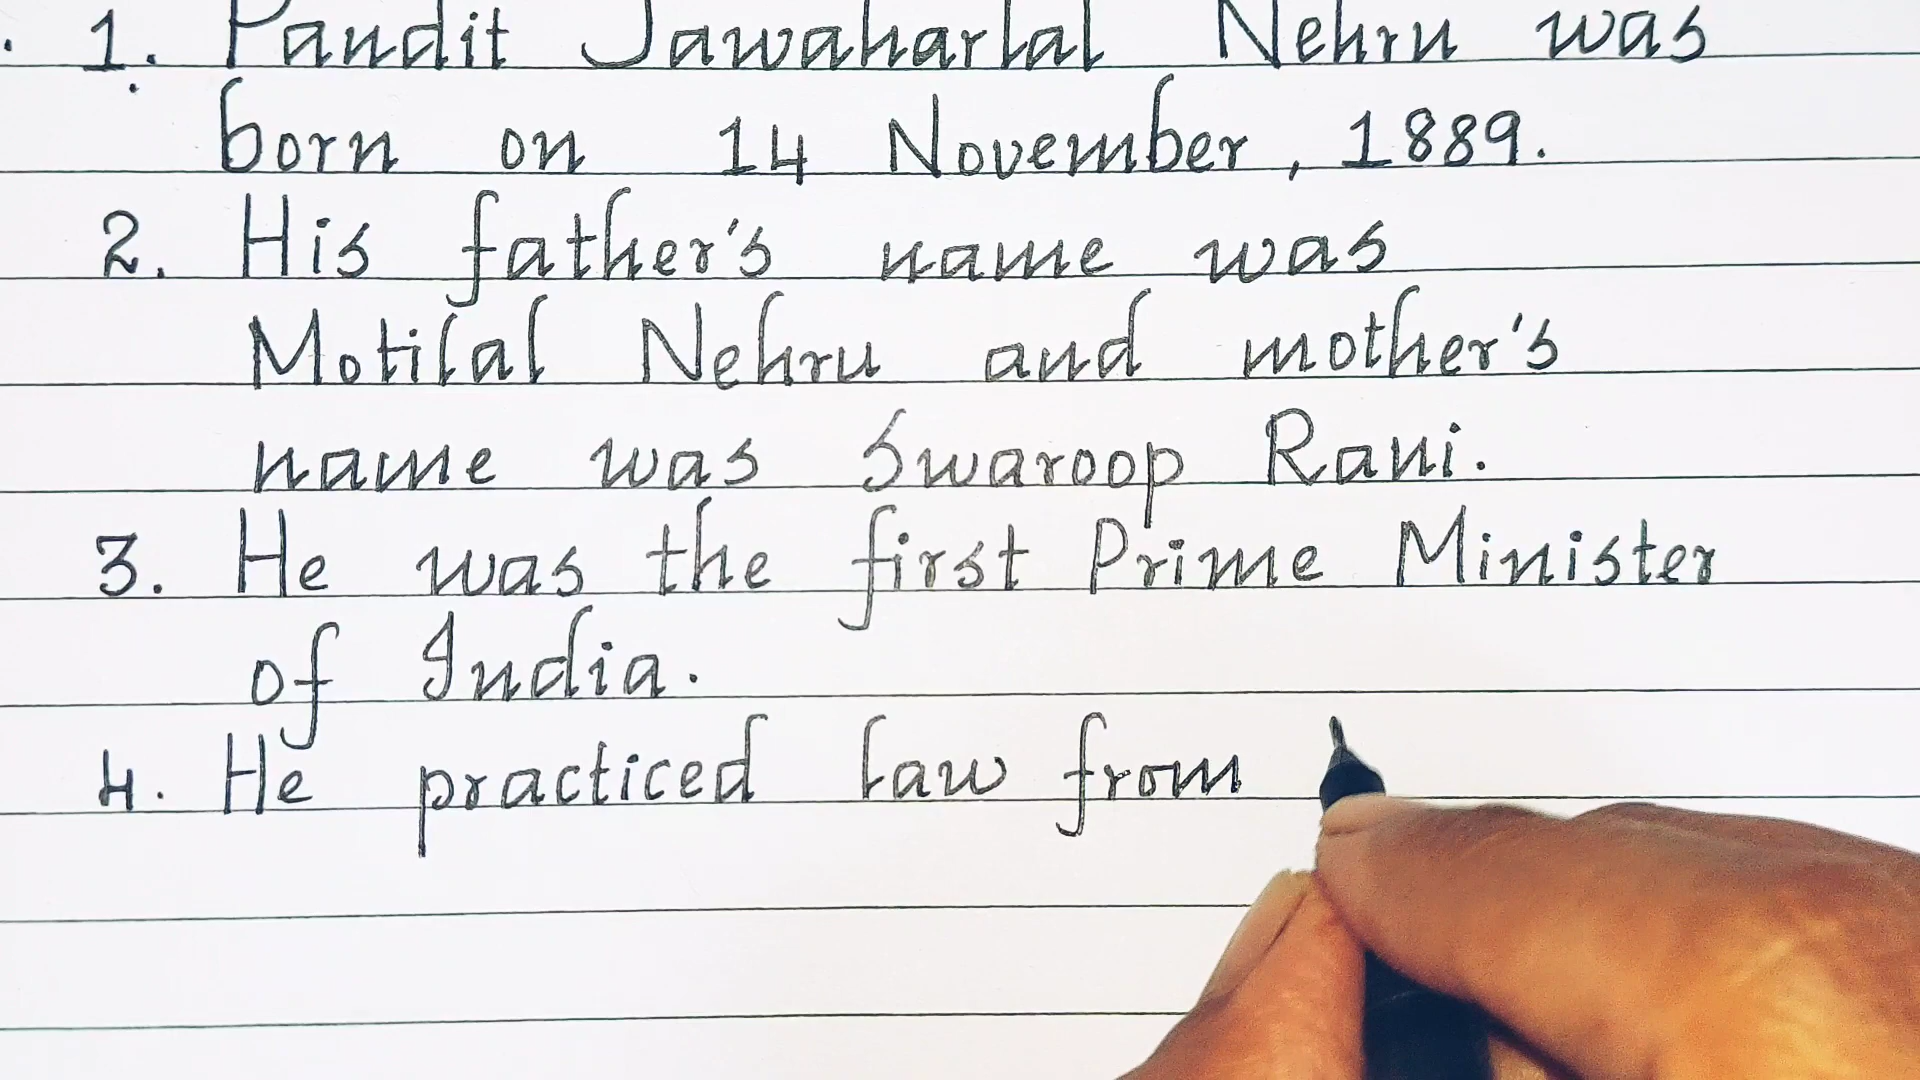 1. Pandit Jawaharlal Nehru was
born on 14 November, 1889.
2. His father's name was
Motilal Nehru and mother's
name was Swaroop Rani.
3. He was the first Prime Minister
of India.
4. He practiced law from